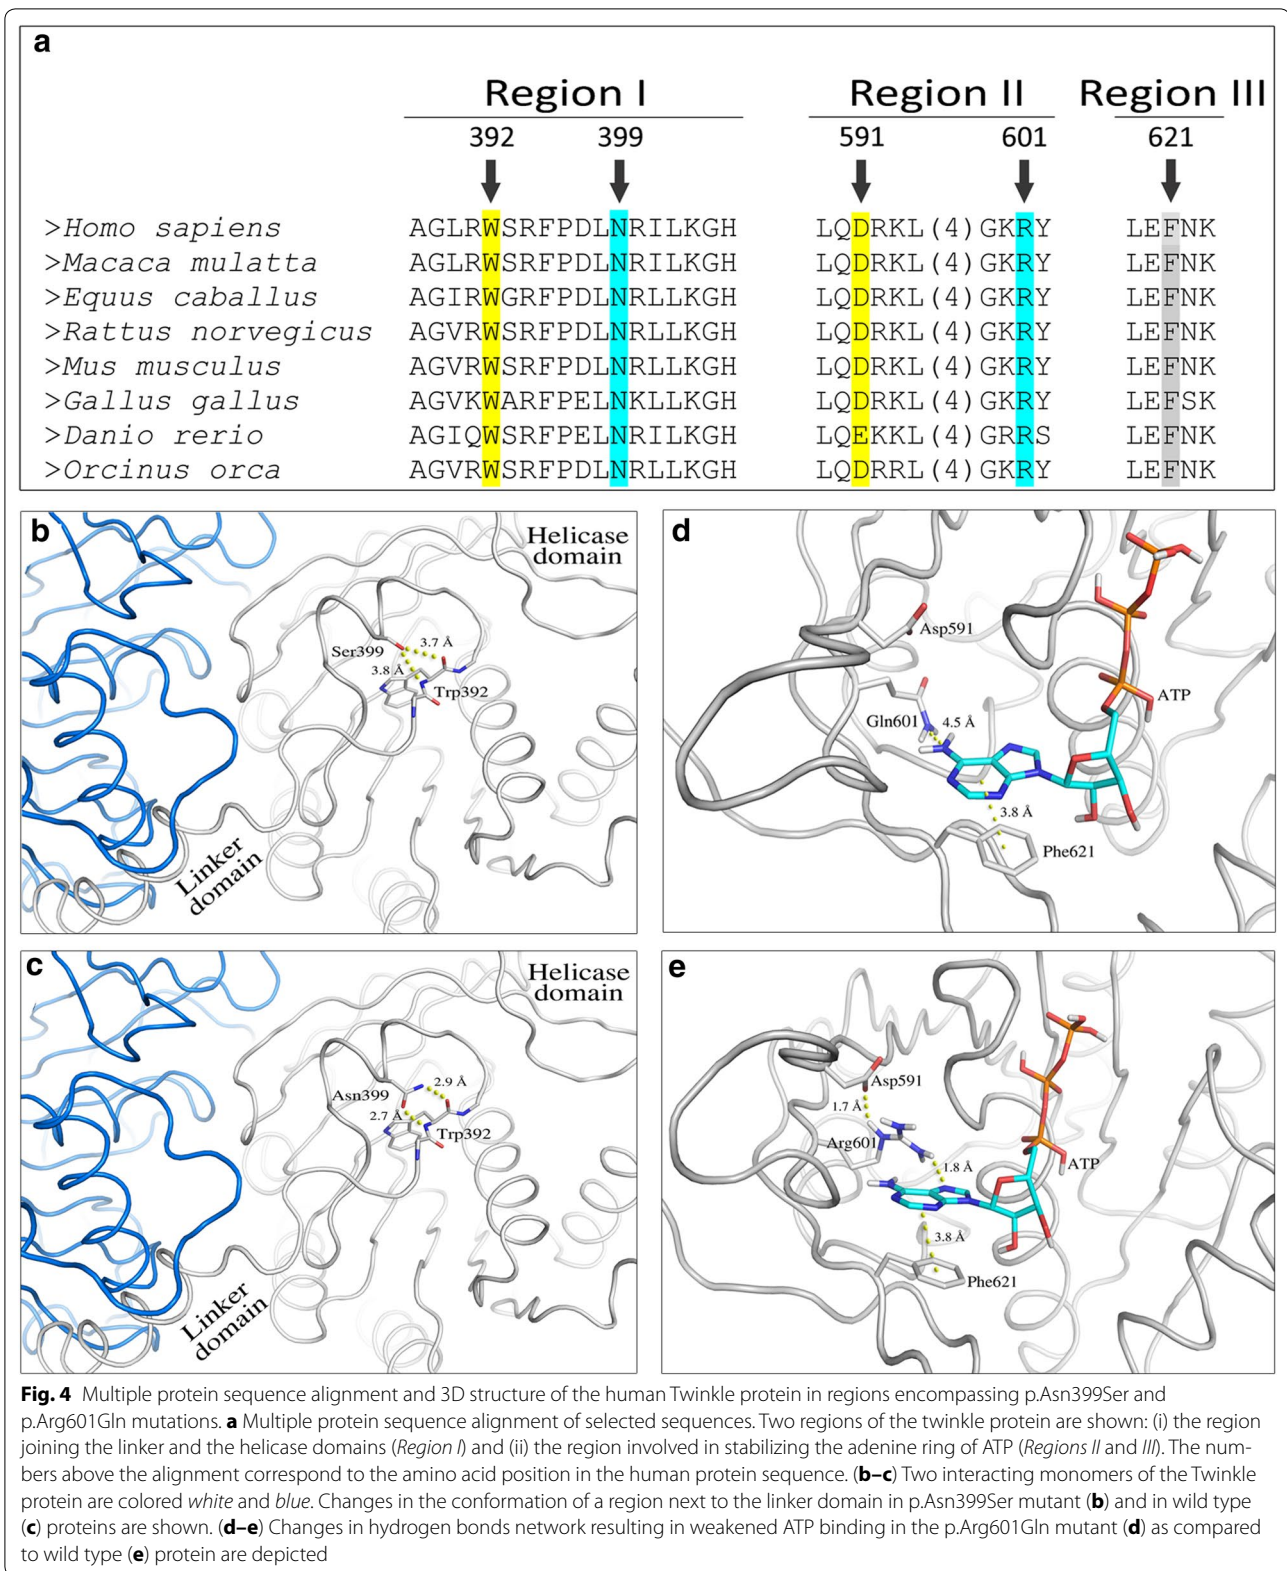 a
Region I Region II Region III
392 399 591 601 621
>Homo sapiens AGLRWSRFPDLNRILKGH LQDRKL(4)GKRY LEFNK
>Macaca mulatta AGLRWSRFPDLNRILKGH LQDRKL(4)GKRY LEFNK
>Equus caballus AGIRWGRFPDLNRLLKGH LQDRKL(4)GKRY LEFNK
>Rattus norvegicus AGVRWSRFPDLNRLLKGH LQDRKL(4)GKRY LEFNK
>Mus musculus AGVRWSRFPDLNRLLKGH LQDRKL(4)GKRY LEFNK
>Gallus gallus AGVKWARFPELNKLLKGH LQDRKL(4)GKRY LEFSK
>Danio rerio AGIQWSRFPELNRILKGH LQEKKL(4)GRRS LEFNK
>Orcinus orca AGVRWSRFPDLNRLLKGH LQDRRL(4)GKRY LEFNK
b
Helicase
domain
Ser399
3.7 Å
3.8 Å
Trp392
Linker
domain
d
Asp591
ATP
Gln601
4.5 Å
3.8 Å
Phe621
c
Helicase
domain
Asn399
2.9 Å
2.7 Å
Trp392
Linker
domain
e
Asp591
1.7 Å
Arg601
ATP
1.8 Å
3.8 Å
Phe621
Fig. 4 Multiple protein sequence alignment and 3D structure of the human Twinkle protein in regions encompassing p.Asn399Ser and
p.Arg601Gln mutations. a Multiple protein sequence alignment of selected sequences. Two regions of the twinkle protein are shown: (i) the region
joining the linker and the helicase domains (Region I) and (ii) the region involved in stabilizing the adenine ring of ATP (Regions II and III). The num-
bers above the alignment correspond to the amino acid position in the human protein sequence. (b–c) Two interacting monomers of the Twinkle
protein are colored white and blue. Changes in the conformation of a region next to the linker domain in p.Asn399Ser mutant (b) and in wild type
(c) proteins are shown. (d–e) Changes in hydrogen bonds network resulting in weakened ATP binding in the p.Arg601Gln mutant (d) as compared
to wild type (e) protein are depicted